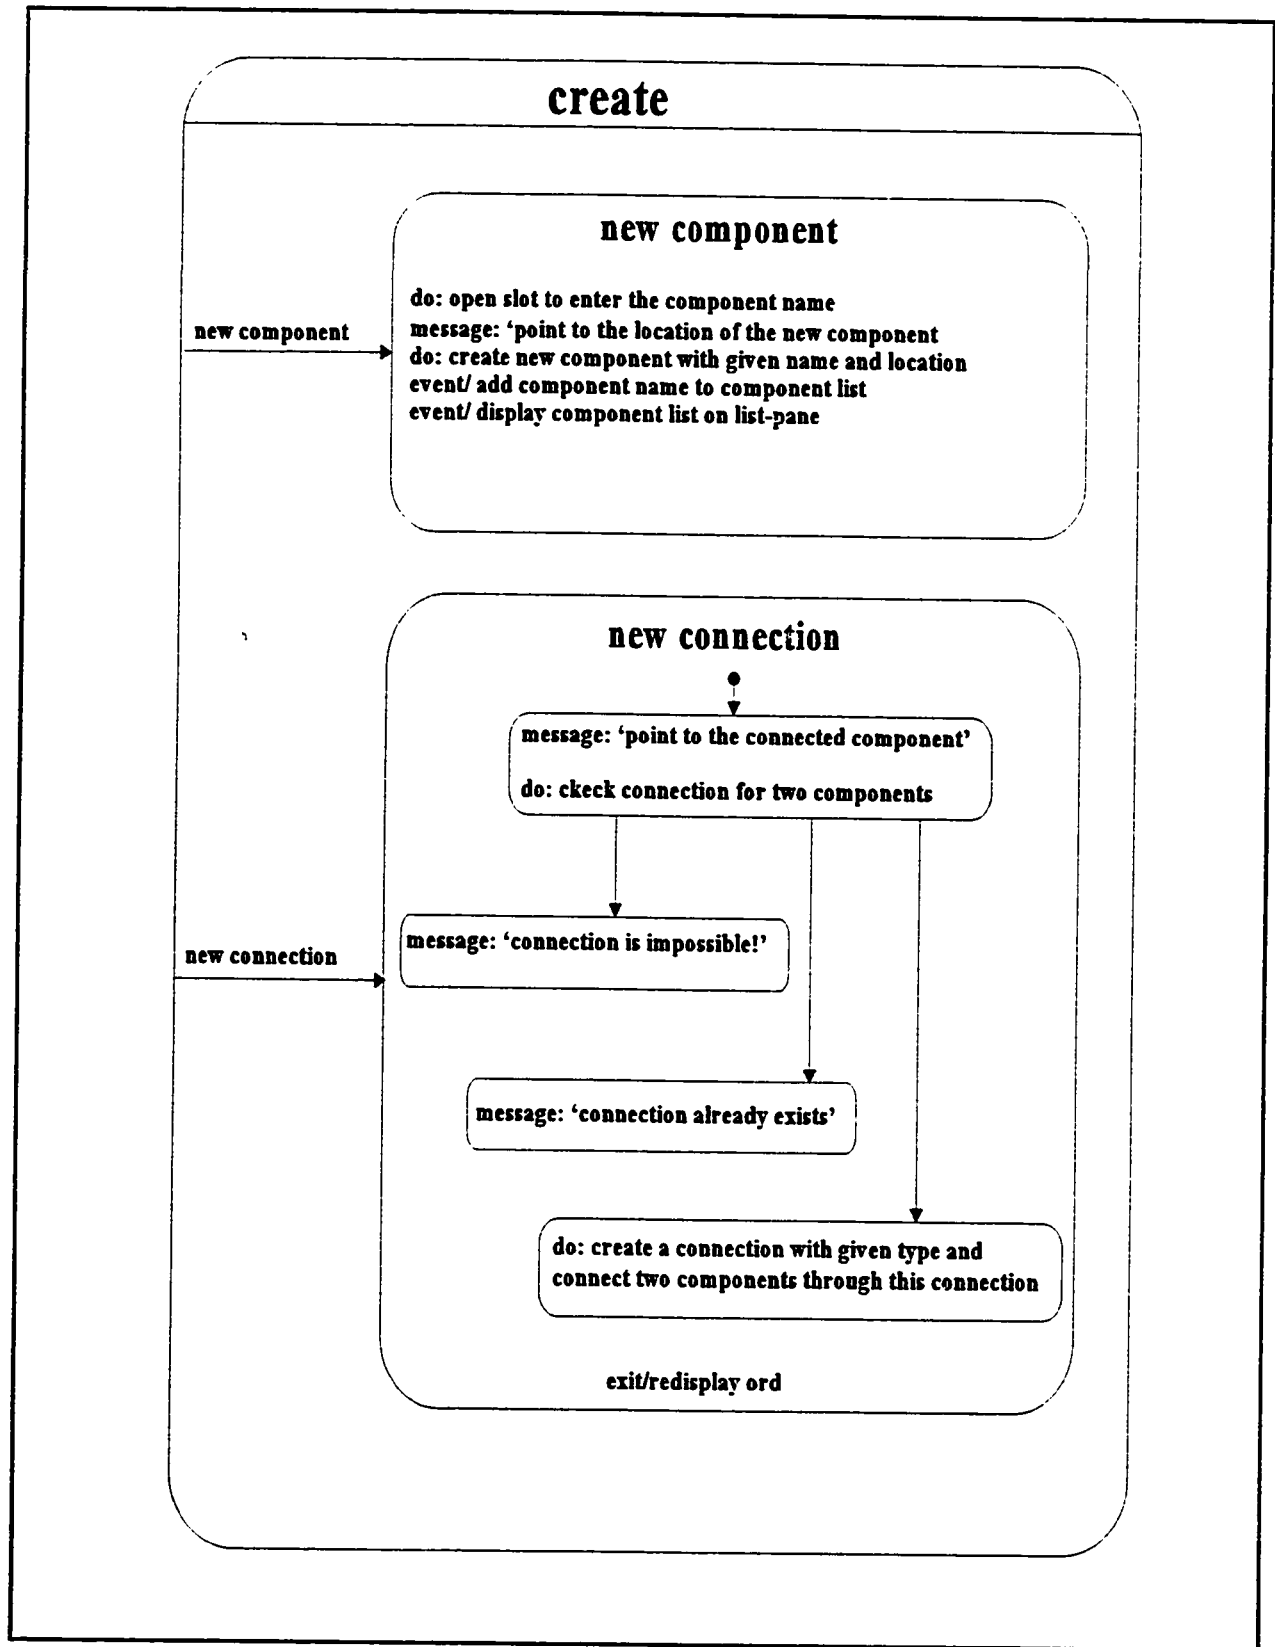 create
new component
do: open slot to enter the component name
message: ‘point to the location of the new component
do: create new component with given name and location
event/ add component name to component list
event/ display component list on list-pane
new component
new connection
message: ‘point to the connected component’
do: ckeck connection for two components
message: ‘connection is impossible!’
new connection
message: ‘connection already exists’
do: create a connection with given type and
connect two components through this connection
exit/redisplay ord